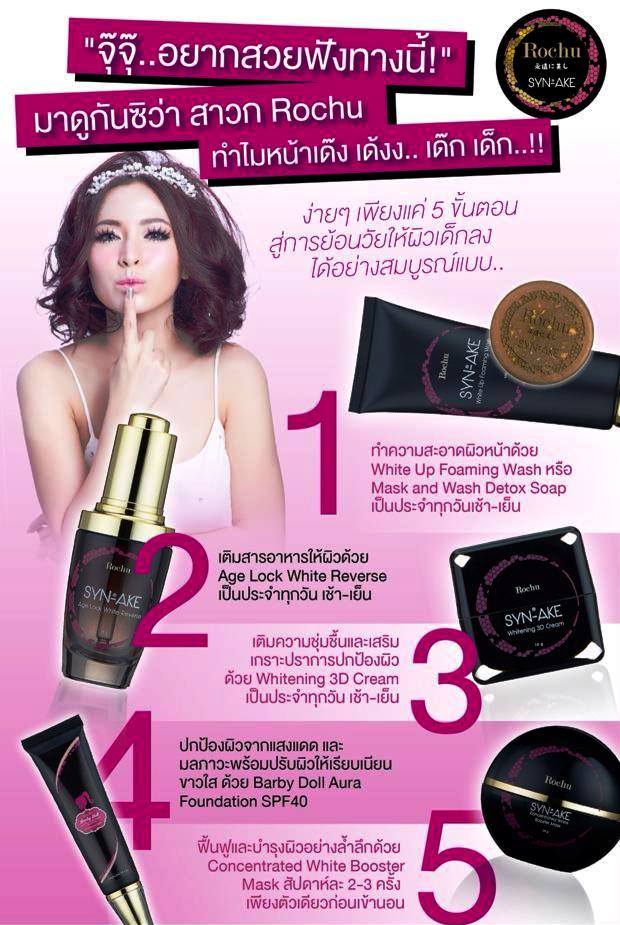 "จุ๊จุ๊..อยากสวยฟังทางนี้!"
มาดูกันซิว่า สาวก Rochu
ทำไมหน้าเด๊ง เด้งง.. เด๊ก เด็ก..!!
Rochu
永遠に美し
SYN-AKE
ง่ายๆ เพียงแค่ 5 ขั้นตอน
สู่การย้อนวัยให้ผิวเด็กลง
ได้อย่างสมบูรณ์แบบ..
Rochu
SYN-AKE
White Up Foaming Wash
Rochu
SYN-AKE
1
ทำความสะอาดผิวหน้าด้วย
White Up Foaming Wash หรือ
Mask and Wash Detox Soap
เป็นประจำทุกวันเช้า-เย็น
Rochu
SYN-AKE
Age Lock White Reverse
2
เติมสารอาหารให้ผิวด้วย
Age Lock White Reverse
เป็นประจำทุกวัน เช้า-เย็น
Rochu
SYN-AKE
Whitening 3D Cream
10 g
3
เติมความชุ่มชื้นและเสริม
เกราะปราการปกป้องผิว
ด้วย Whitening 3D Cream
เป็นประจำทุกวัน เช้า-เย็น
4
ปกป้องผิวจากแสงแดด และ
มลภาวะพร้อมปรับผิวให้เรียบเนียน
ขาวใส ด้วย Barby Doll Aura
Foundation SPF40
Barby Doll
Rochu
SYN-AKE
Concentrated White
Booster Mask
5
ฟื้นฟูและบำรุงผิวอย่างล้ำลึกด้วย
Concentrated White Booster
Mask สัปดาห์ละ 2-3 ครั้ง
เพียงตัวเดียวก่อนเข้านอน